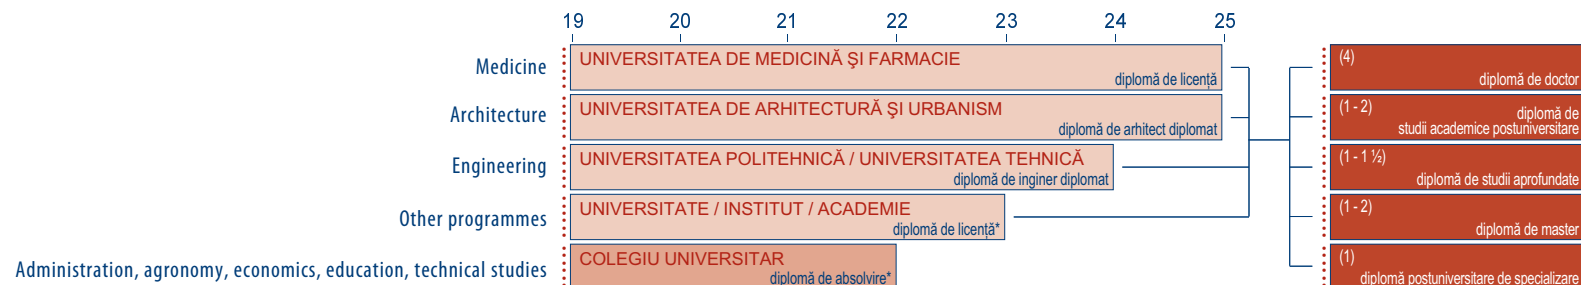 19 20 21 22 23 24 25
Medicine
UNIVERSITATEA DE MEDICINĂ ŞI FARMACIE
diplomă de licenţă
(4)
diplomă de doctor
Architecture
UNIVERSITATEA DE ARHITECTURĂ ŞI URBANISM
diplomă de arhitect diplomat
(1 - 2)
diplomă de
studii academice postuniversitare
Engineering
UNIVERSITATEA POLITEHNICĂ / UNIVERSITATEA TEHNICĂ
diplomă de inginer diplomat
(1 - 1 ½)
diplomă de studii aprofundate
Other programmes
UNIVERSITATE / INSTITUT / ACADEMIE
diplomă de licenţă*
(1 - 2)
diplomă de master
Administration, agronomy, economics, education, technical studies
COLEGIU UNIVERSITAR
diplomă de absolvire*
(1)
diplomă postuniversitare de specializare